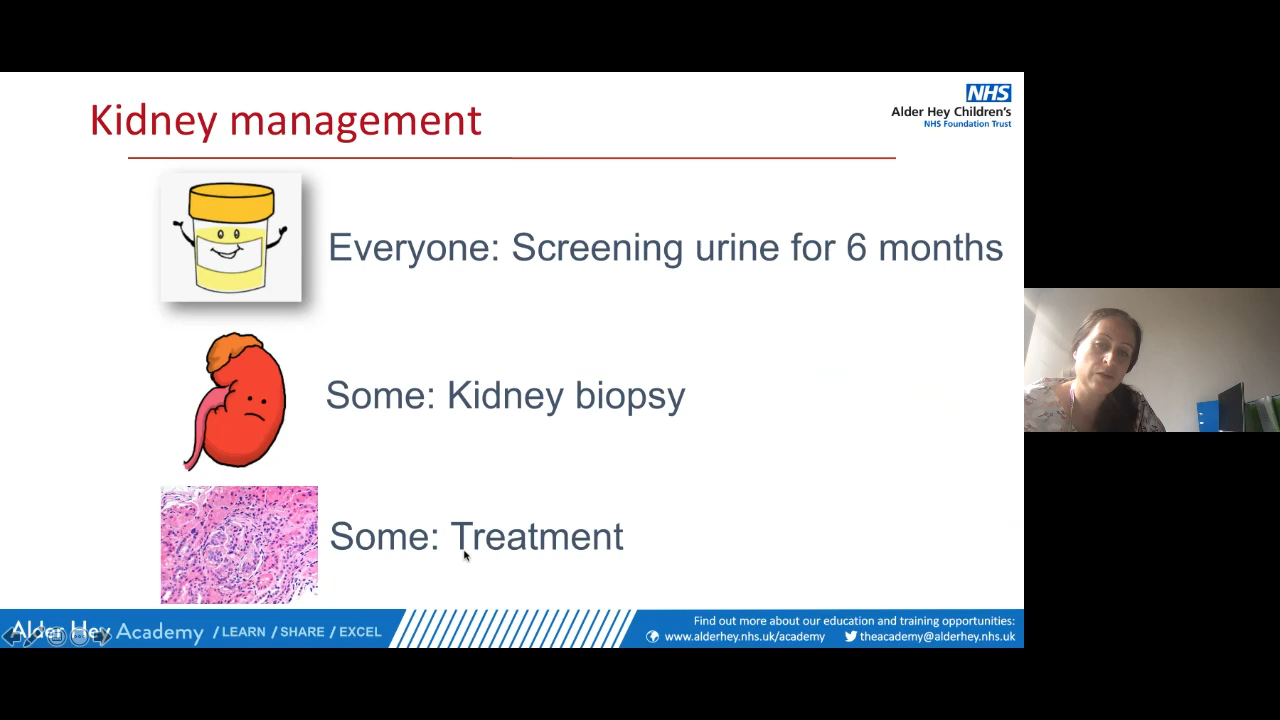 Kidney management
NHS
Alder Hey Children's
NHS Foundation Trust
Everyone: Screening urine for 6 months
Some: Kidney biopsy
Some: Treatment
Alder Hey Academy / LEARN / SHARE / EXCEL
Find out more about our education and training opportunities:
www.alderhey.nhs.uk/academy theacademy@alderhey.nhs.uk